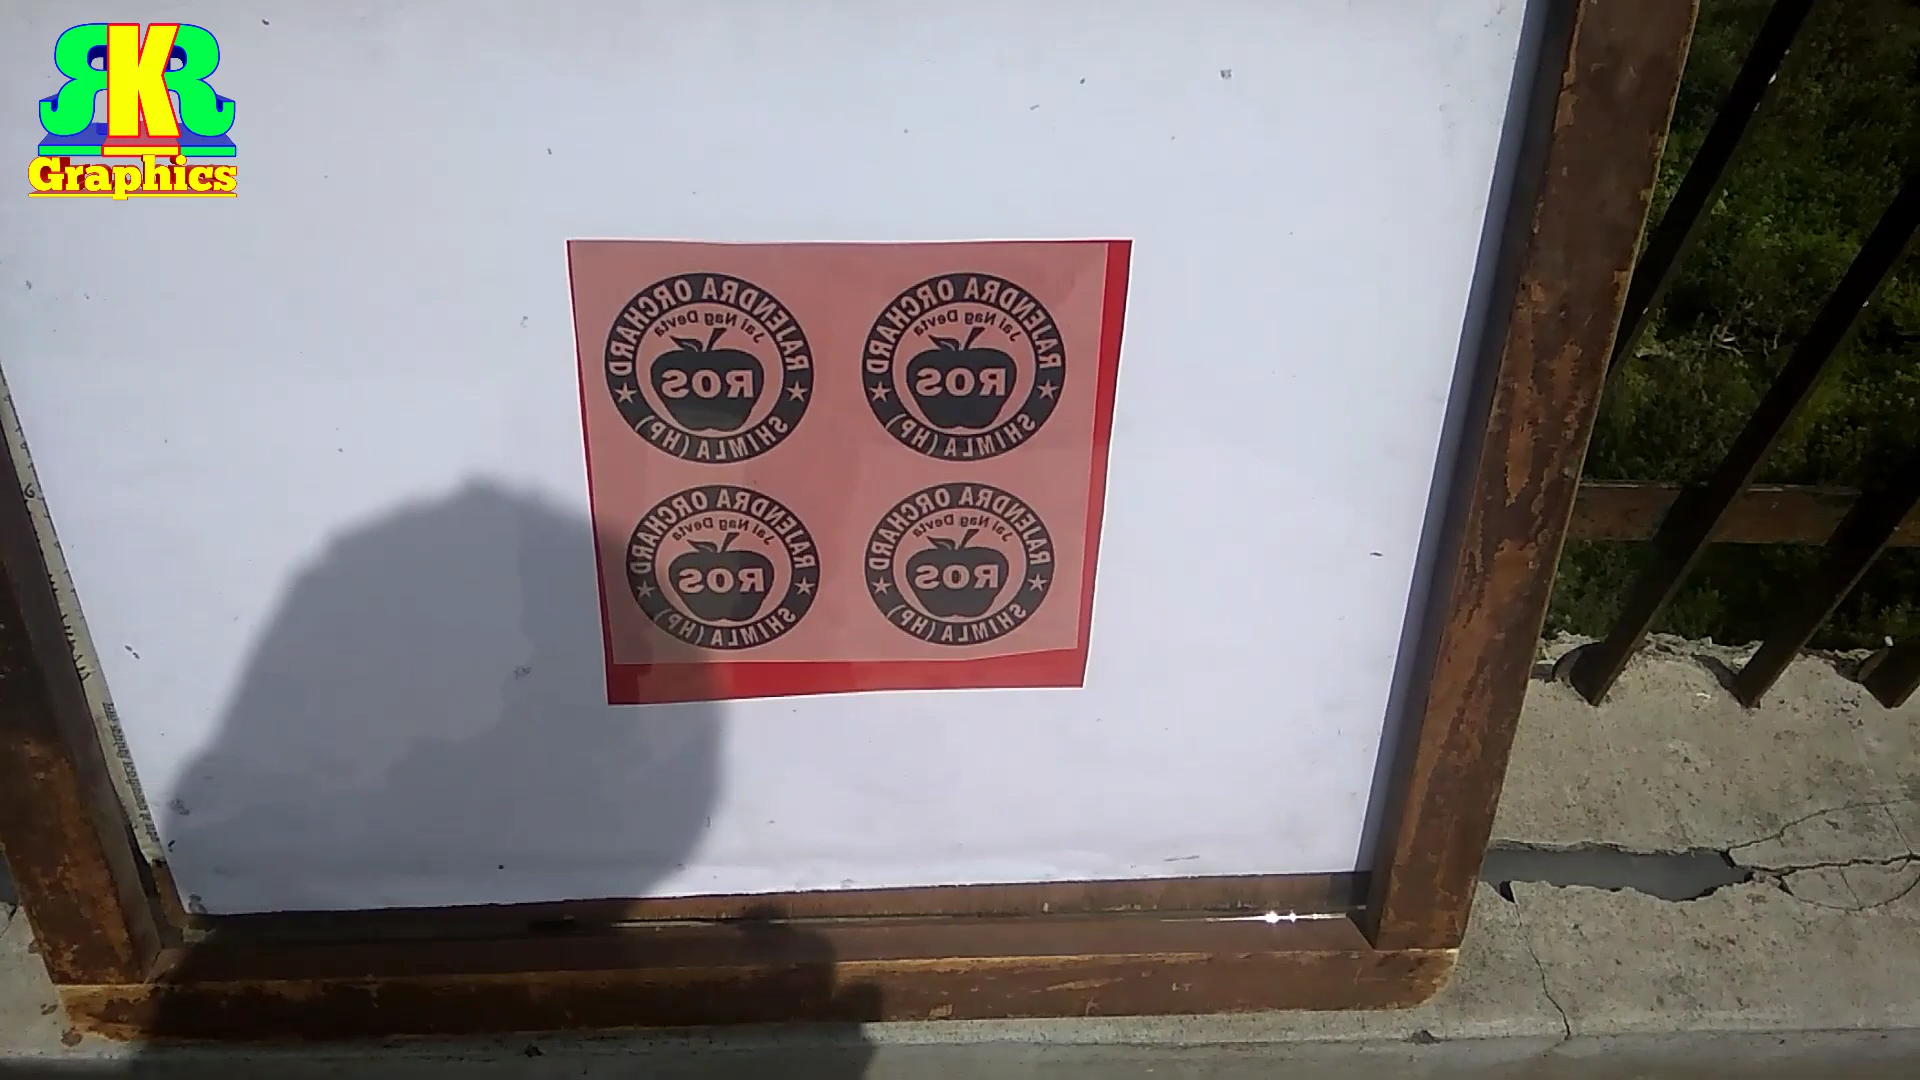 RKR
Graphics
RAJENDRA ORCHARD
Jai Nag Devta
ROS
SHIMLA (HP)
RAJENDRA ORCHARD
Jai Nag Devta
ROS
SHIMLA (HP)
RAJENDRA ORCHARD
Jai Nag Devta
ROS
SHIMLA (HP)
RAJENDRA ORCHARD
Jai Nag Devta
ROS
SHIMLA (HP)